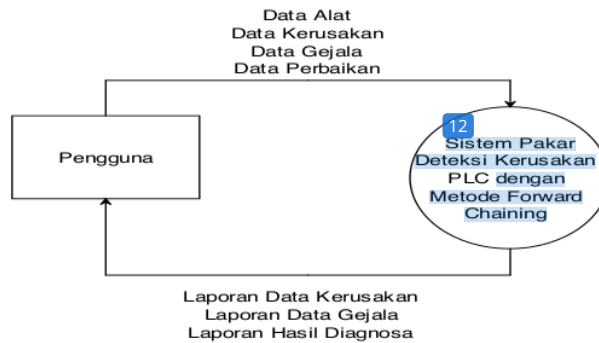 Data Alat
Data Kerusakan
Data Gejala
Data Perbaikan
Pengguna
12
Sistem Pakar
Deteksi Kerusakan
PLC dengan
Metode Forward
Chaining
Laporan Data Kerusakan
Laporan Data Gejala
Laporan Hasil Diagnosa